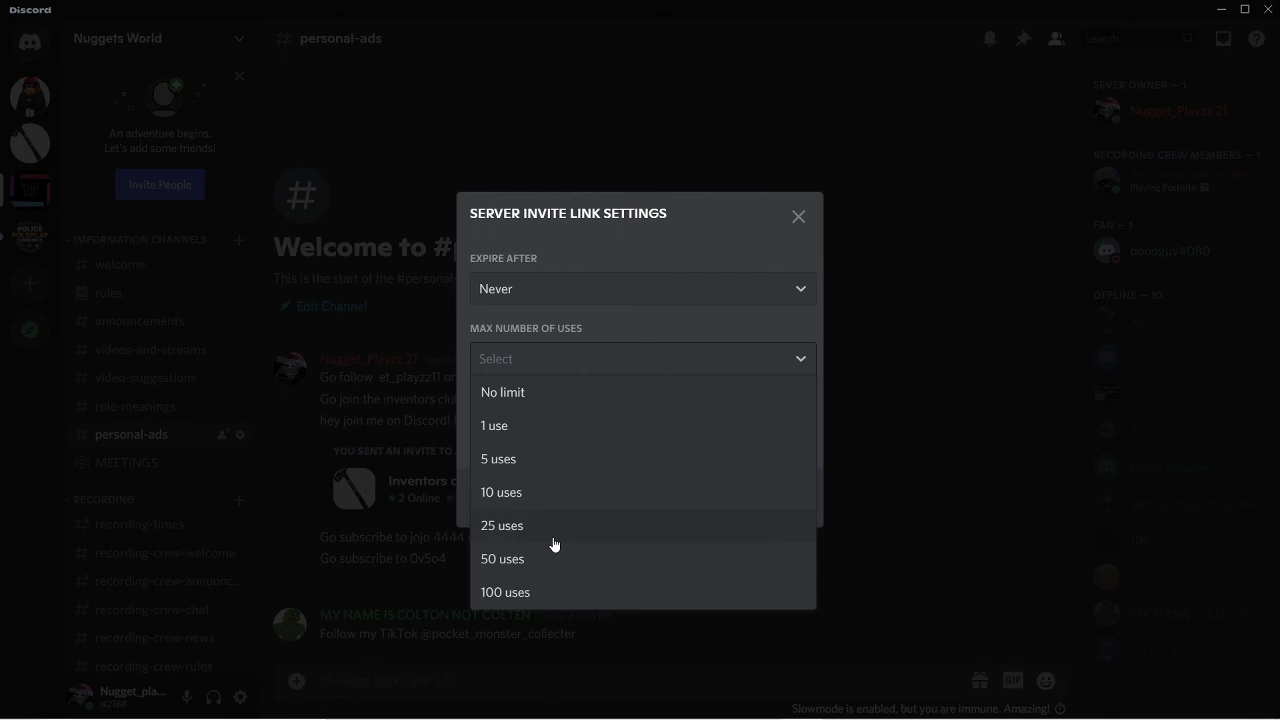 Discord
Nuggets World
# personal-ads
Search
An adventure begins.
Let's add some friends!
Invite People
INFORMATION CHANNELS
welcome
rules
announcements
videos-and-streams
video-suggestions
role-meanings
personal-ads
MEETINGS
RECORDING
recording-times
recording-crew-welcome
recording-crew-announc...
recording-crew-chat
recording-crew-news
recording-crew-rules
Nugget_pla...
#2168
Welcome to #p
This is the start of the #personal
Edit Channel
Nugget_Playzz 21
Go follow et_playzz11 or
Go join the inventors clu
hey join me on Discord!
YOU SENT AN INVITE TO
Inventors c
2 Online
Go subscribe to jojo 4444
Go subscribe to 0v5o4
MY NAME IS COLTON NOT COLTEN
Follow my TikTok @pocket_monster_collecter
SERVER INVITE LINK SETTINGS
EXPIRE AFTER
Never
MAX NUMBER OF USES
Select
No limit
1 use
5 uses
10 uses
25 uses
50 uses
100 uses
GIF
Slowmode is enabled, but you are immune. Amazing!
SEVER OWNER — 1
Nugget_Playzz 21
RECORDING CREW MEMBERS — 1
Playing Fortnite
FAN — 1
poopguy4080
OFFLINE — 10